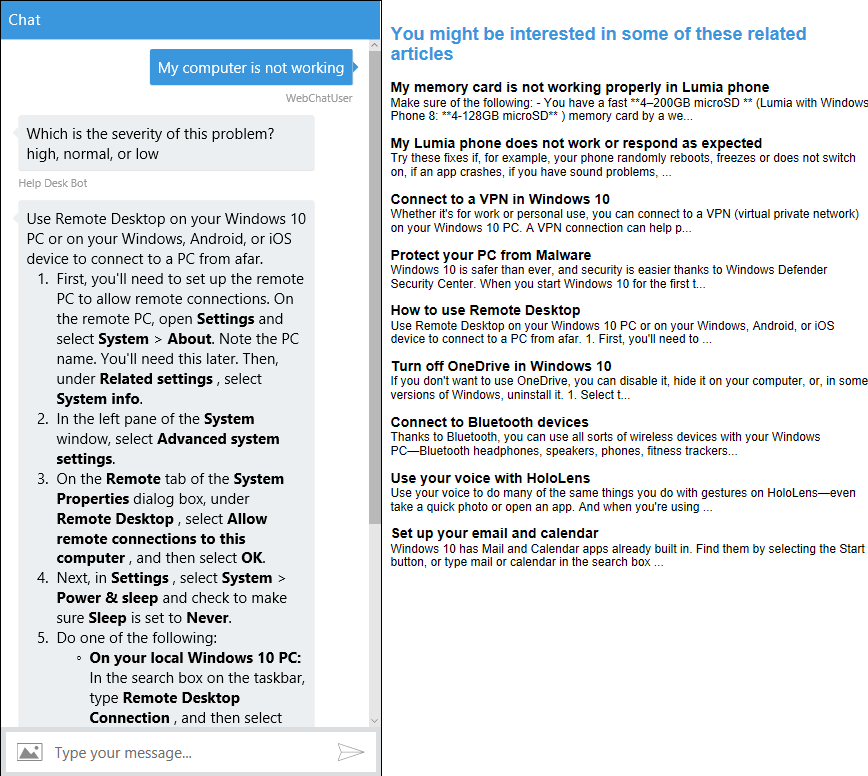 Chat
My computer is not working
WebChatUser
Which is the severity of this problem?
high, normal, or low
Help Desk Bot
Use Remote Desktop on your Windows 10
PC or on your Windows, Android, or iOS
device to connect to a PC from afar.
1. First, you'll need to set up the remote
PC to allow remote connections. On
the remote PC, open Settings and
select System > About. Note the PC
name. You'll need this later. Then,
under Related settings , select
System info.
2. In the left pane of the System
window, select Advanced system
settings.
3. On the Remote tab of the System
Properties dialog box, under
Remote Desktop , select Allow
remote connections to this
computer , and then select OK.
4. Next, in Settings , select System >
Power & sleep and check to make
sure Sleep is set to Never.
5. Do one of the following:
◦ On your local Windows 10 PC:
In the search box on the taskbar,
type Remote Desktop
Connection , and then select
Type your message...
You might be interested in some of these related
articles
My memory card is not working properly in Lumia phone
Make sure of the following: - You have a fast **4–200GB microSD ** (Lumia with Windows
Phone 8: **4-128GB microSD** ) memory card by a we...
My Lumia phone does not work or respond as expected
Try these fixes if, for example, your phone randomly reboots, freezes or does not switch
on, if an app crashes, if you have sound problems, ...
Connect to a VPN in Windows 10
Whether it's for work or personal use, you can connect to a VPN (virtual private network)
on your Windows 10 PC. A VPN connection can help p...
Protect your PC from Malware
Windows 10 is safer than ever, and security is easier thanks to Windows Defender
Security Center. When you start Windows 10 for the first t...
How to use Remote Desktop
Use Remote Desktop on your Windows 10 PC or on your Windows, Android, or iOS
device to connect to a PC from afar. 1. First, you'll need to ...
Turn off OneDrive in Windows 10
If you don't want to use OneDrive, you can disable it, hide it on your computer, or, in some
versions of Windows, uninstall it. 1. Select t...
Connect to Bluetooth devices
Thanks to Bluetooth, you can use all sorts of wireless devices with your Windows
PC—Bluetooth headphones, speakers, phones, fitness trackers...
Use your voice with HoloLens
Use your voice to do many of the same things you do with gestures on HoloLens—even
take a quick photo or open an app. And when you're using ...
Set up your email and calendar
Windows 10 has Mail and Calendar apps already built in. Find them by selecting the Start
button, or type mail or calendar in the search box ...